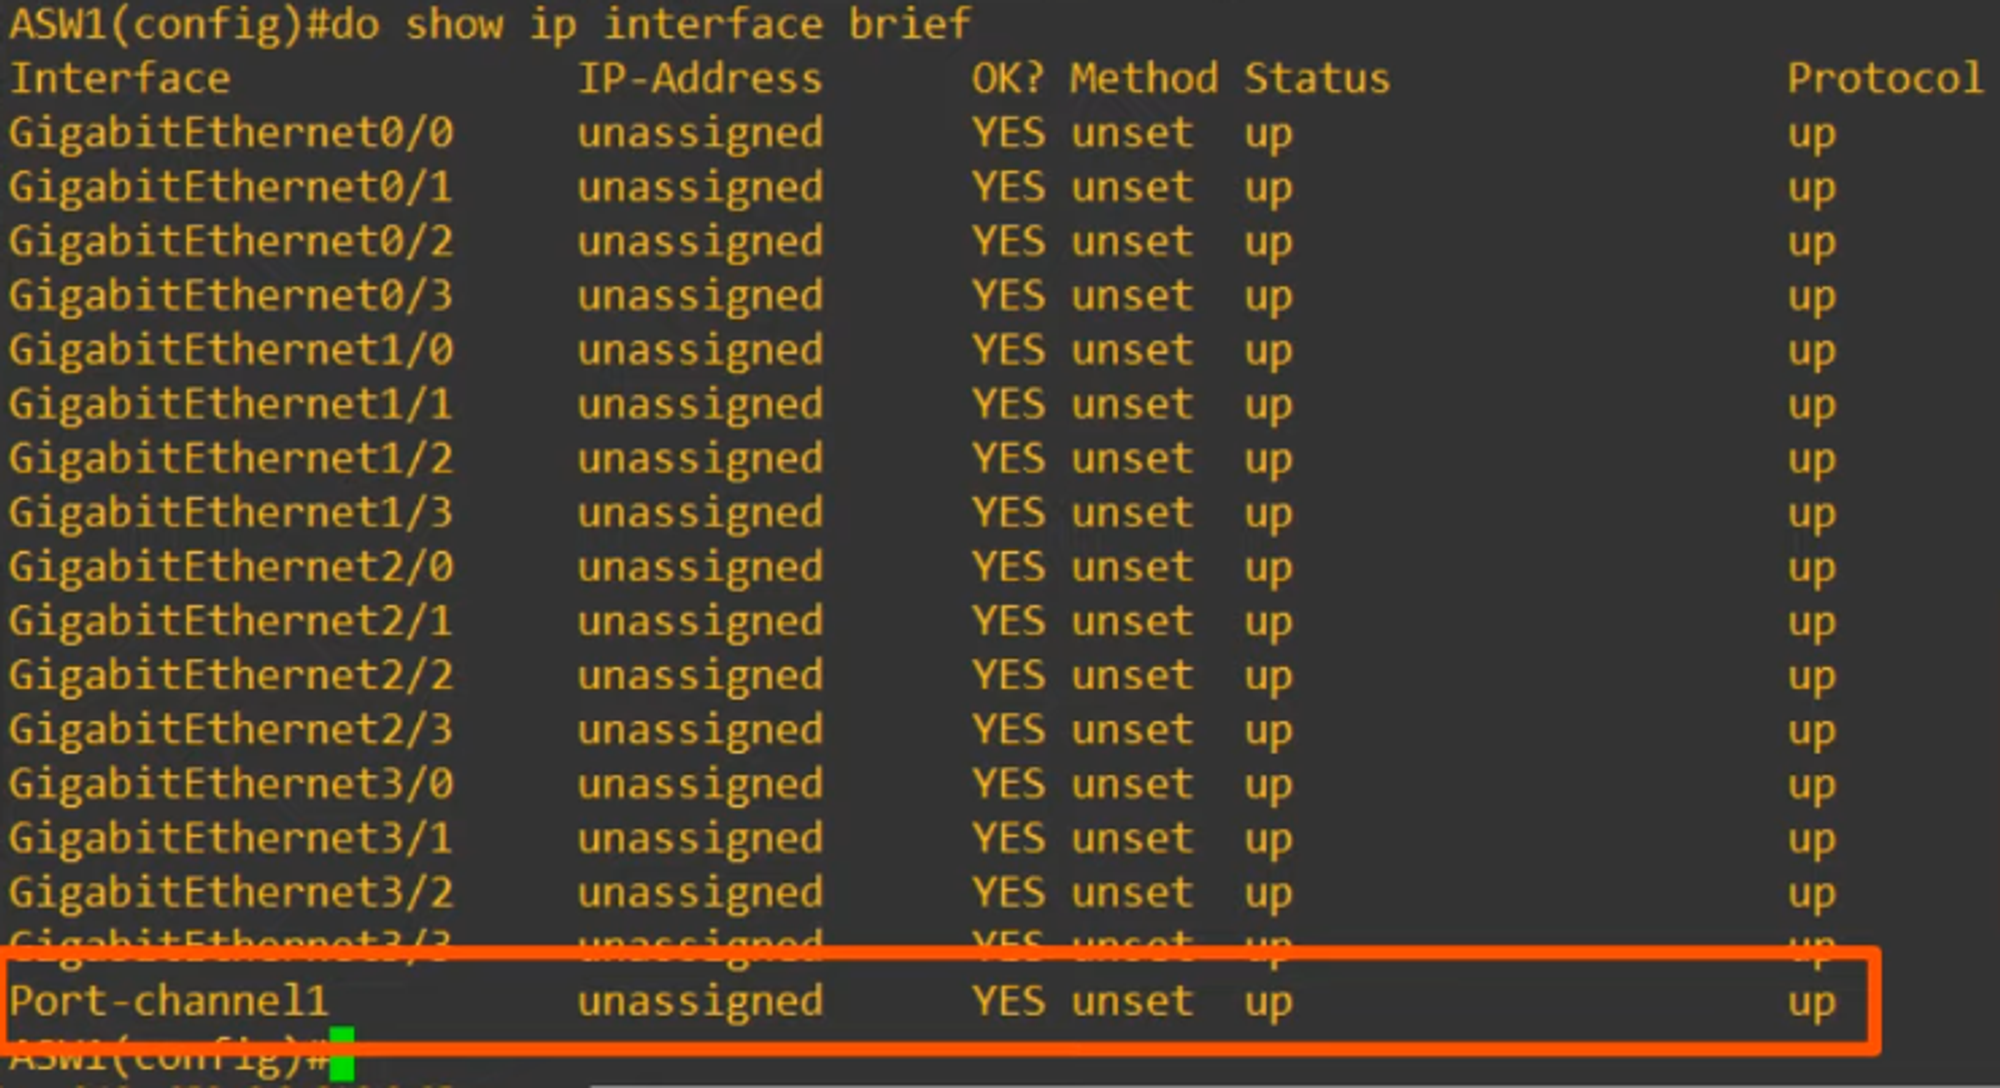 ASW1(config)#do show ip interface brief
Interface IP-Address OK? Method Status Protocol
GigabitEthernet0/0 unassigned YES unset up up
GigabitEthernet0/1 unassigned YES unset up up
GigabitEthernet0/2 unassigned YES unset up up
GigabitEthernet0/3 unassigned YES unset up up
GigabitEthernet1/0 unassigned YES unset up up
GigabitEthernet1/1 unassigned YES unset up up
GigabitEthernet1/2 unassigned YES unset up up
GigabitEthernet1/3 unassigned YES unset up up
GigabitEthernet2/0 unassigned YES unset up up
GigabitEthernet2/1 unassigned YES unset up up
GigabitEthernet2/2 unassigned YES unset up up
GigabitEthernet2/3 unassigned YES unset up up
GigabitEthernet3/0 unassigned YES unset up up
GigabitEthernet3/1 unassigned YES unset up up
GigabitEthernet3/2 unassigned YES unset up up
GigabitEthernet3/3 unassigned YES unset up up
Port-channel1 unassigned YES unset up up
ASW1(config)#